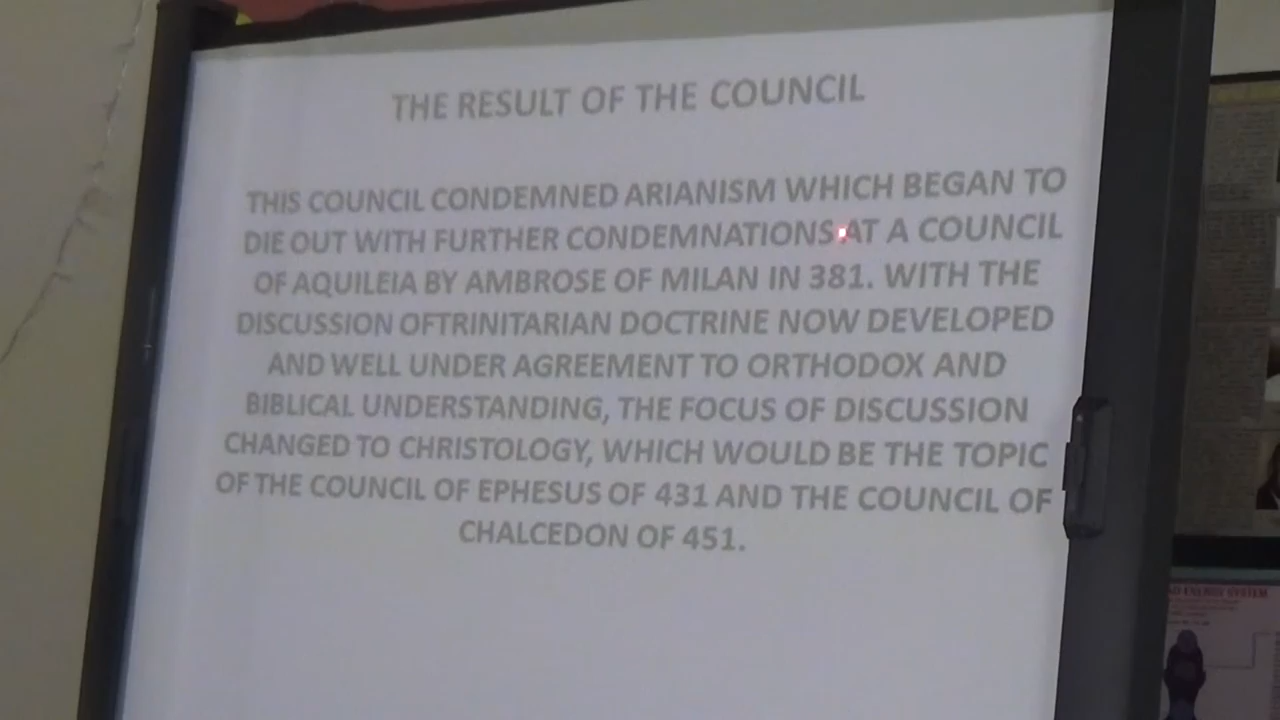 THE RESULT OF THE COUNCIL
THIS COUNCIL CONDEMNED ARIANISM WHICH BEGAN TO
DIE OUT WITH FURTHER CONDEMNATIONS AT A COUNCIL
OF AQUILEIA BY AMBROSE OF MILAN IN 381. WITH THE
DISCUSSION OFTRINITARIAN DOCTRINE NOW DEVELOPED
AND WELL UNDER AGREEMENT TO ORTHODOX AND
BIBLICAL UNDERSTANDING, THE FOCUS OF DISCUSSION
CHANGED TO CHRISTOLOGY, WHICH WOULD BE THE TOPIC
OF THE COUNCIL OF EPHESUS OF 431 AND THE COUNCIL OF
CHALCEDON OF 451.
ENERGY SYSTEM